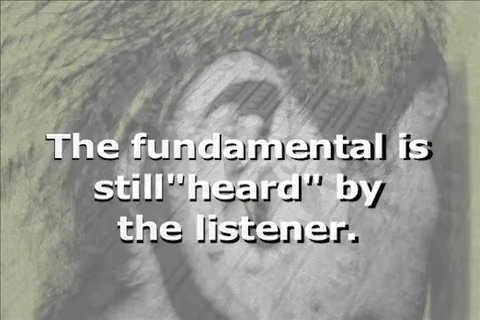 The fundamental is
still"heard" by
the listener.